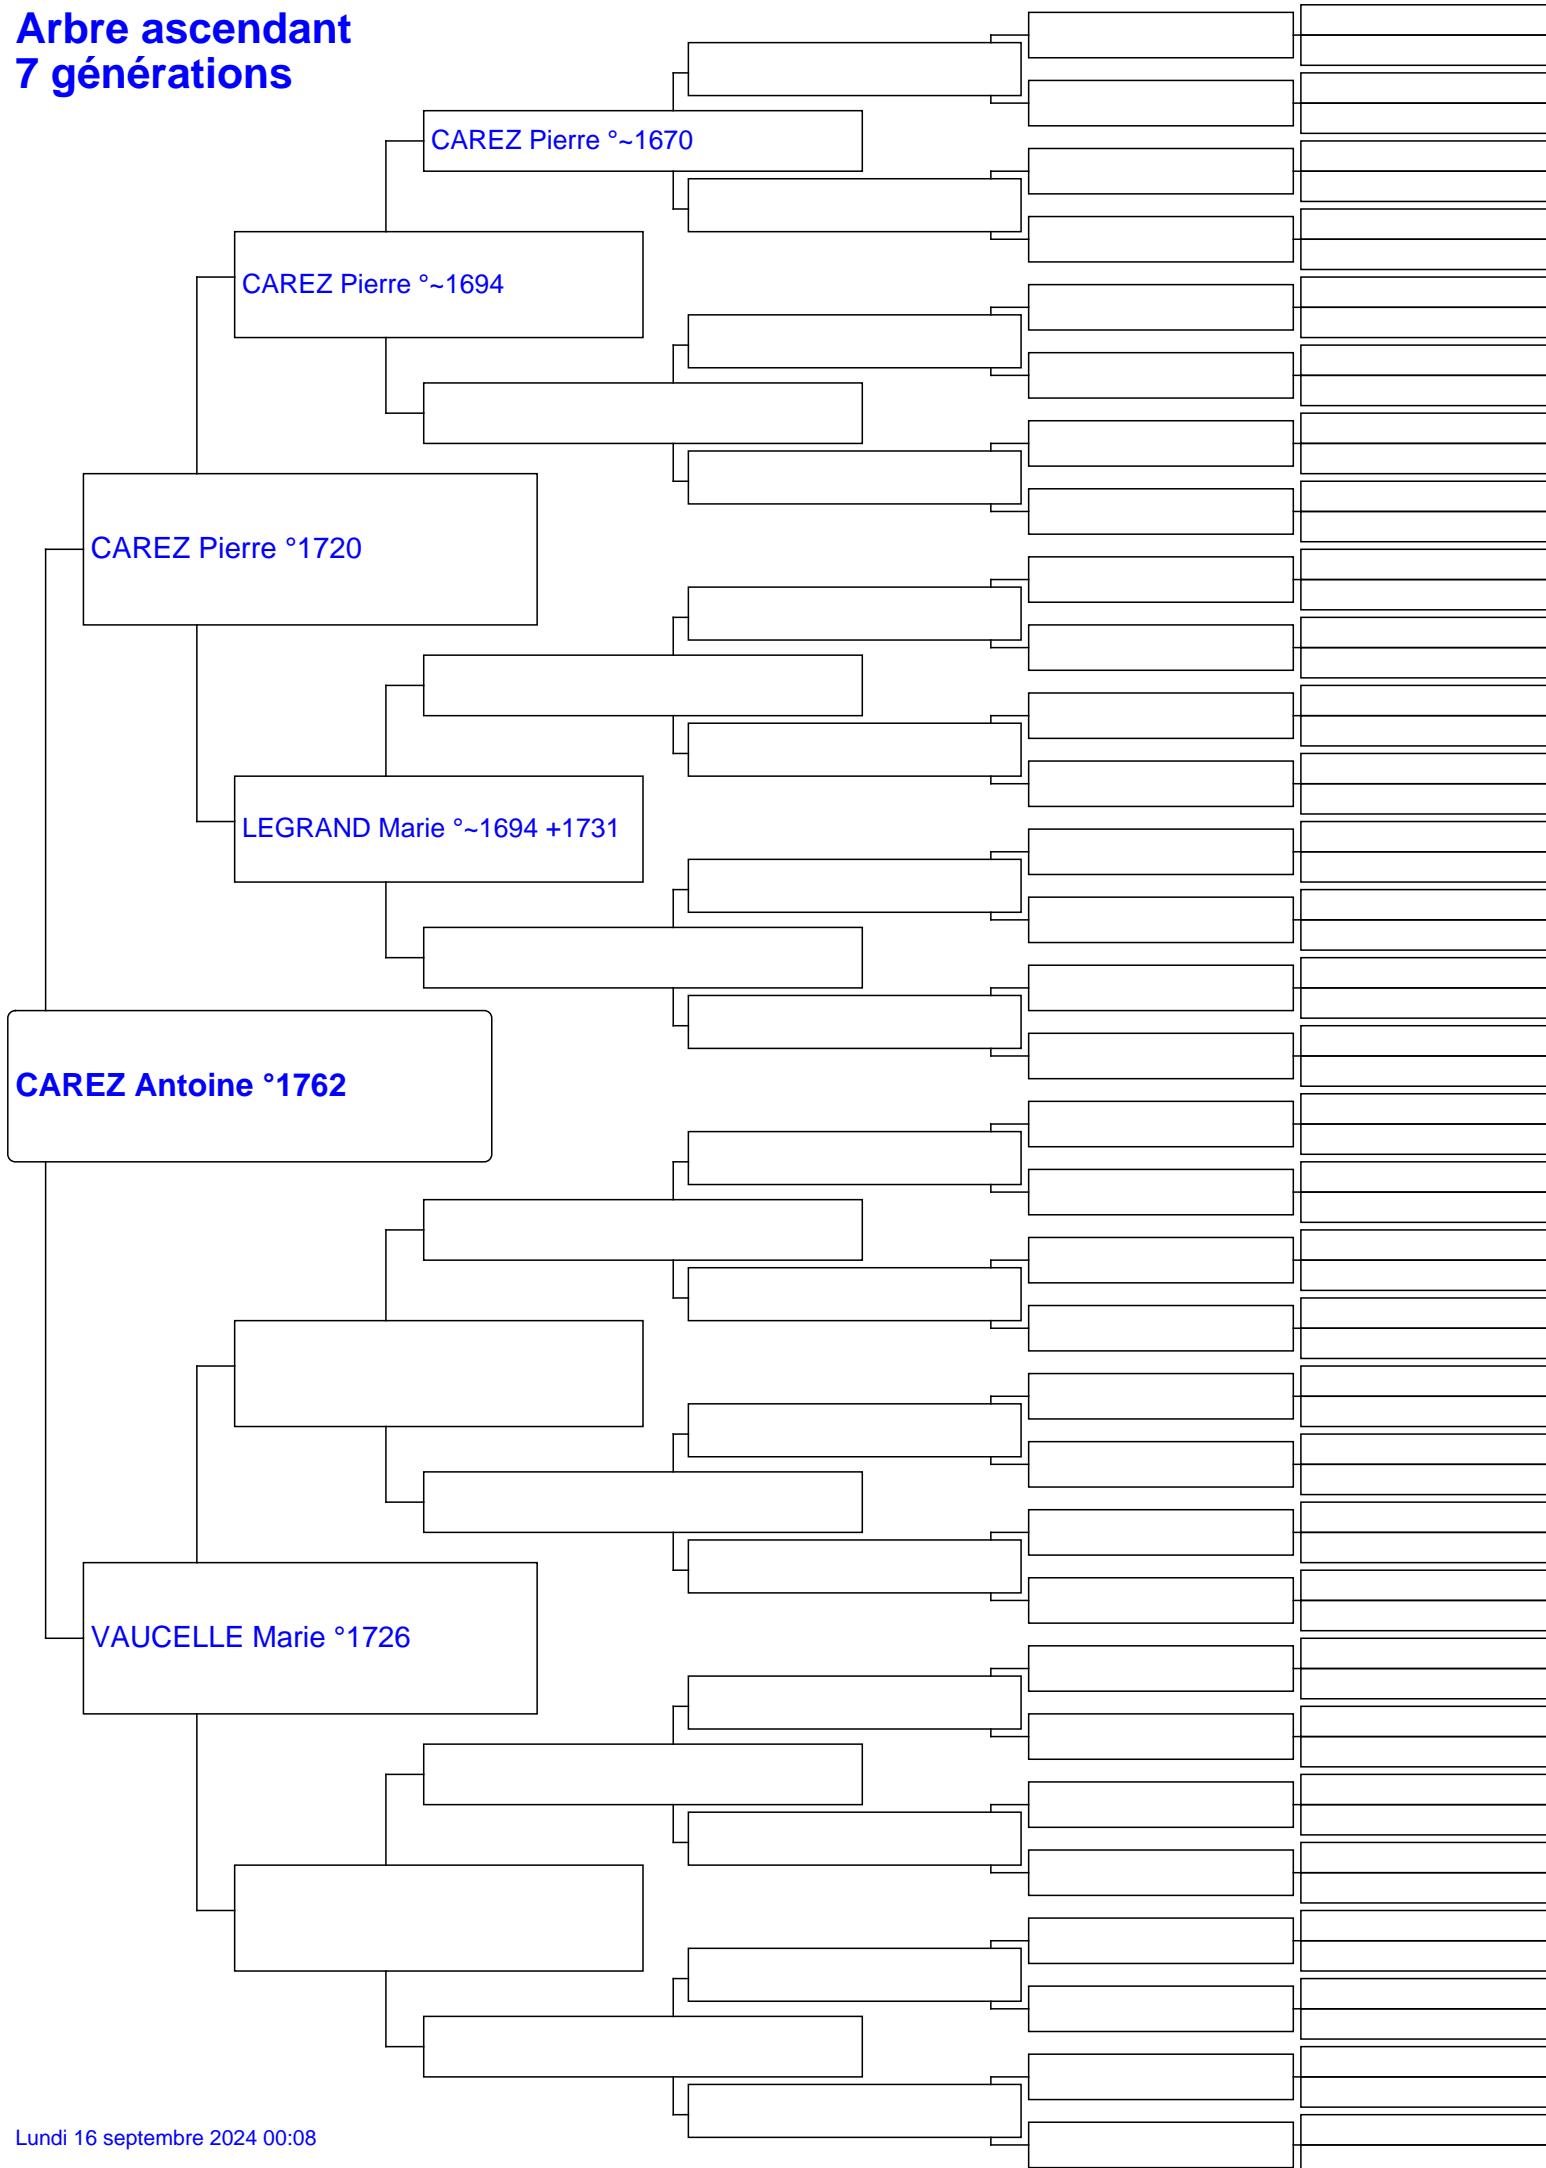 Arbre ascendant
7 générations
CAREZ Pierre °~1670
CAREZ Pierre °~1694
CAREZ Pierre °1720
LEGRAND Marie °~1694 +1731
CAREZ Antoine °1762
VAUCELLE Marie °1726
Lundi 16 septembre 2024 00:08